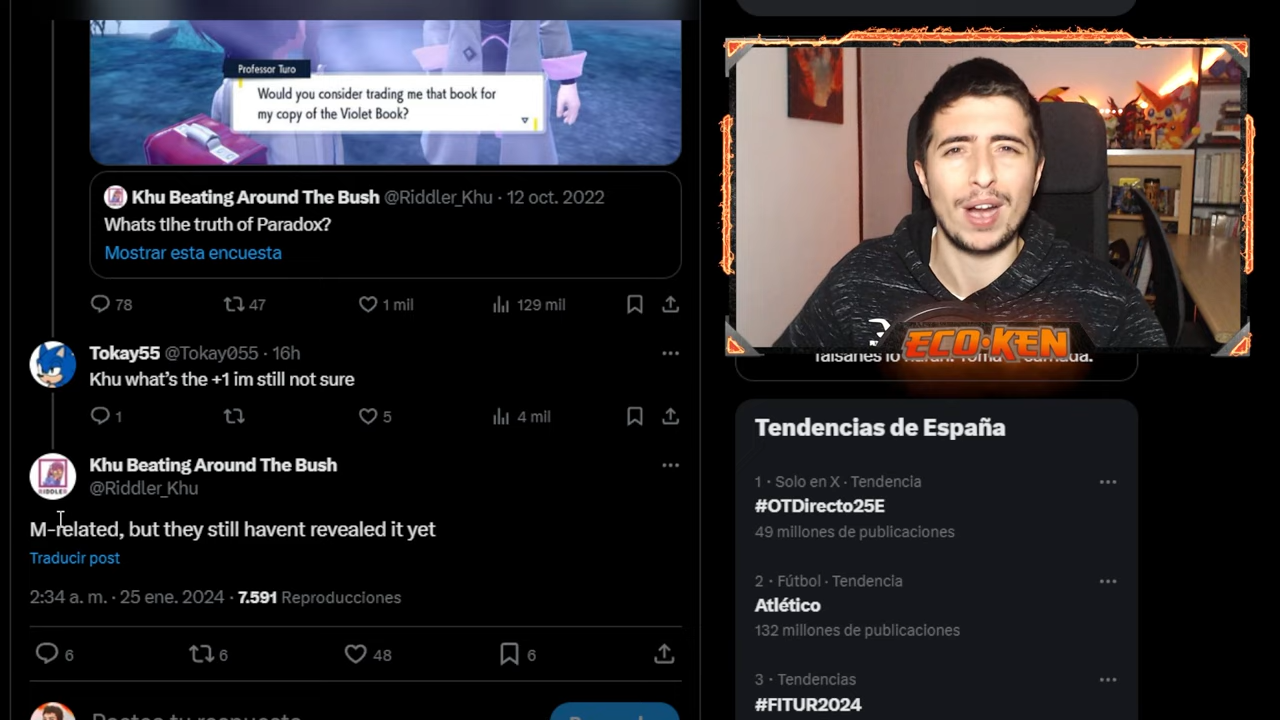 Professor Turo
Would you consider trading me that book for
my copy of the Violet Book?
Khu Beating Around The Bush @Riddler_Khu · 12 oct. 2022
Whats tlhe truth of Paradox?
Mostrar esta encuesta
78 47 1 mil 129 mil
Tokay55 @Tokay055 · 16h
Khu what's the +1 im still not sure
1 5 4 mil
Khu Beating Around The Bush
@Riddler_Khu
RIDDLER
M-related, but they still havent revealed it yet
Traducir post
2:34 a. m. · 25 ene. 2024 · 7.591 Reproducciones
6 6 48 6
ECO·KEN
Tendencias de España
1 · Solo en X · Tendencia
#OTDirecto25E
49 millones de publicaciones
2 · Fútbol · Tendencia
Atlético
132 millones de publicaciones
3 · Tendencias
#FITUR2024